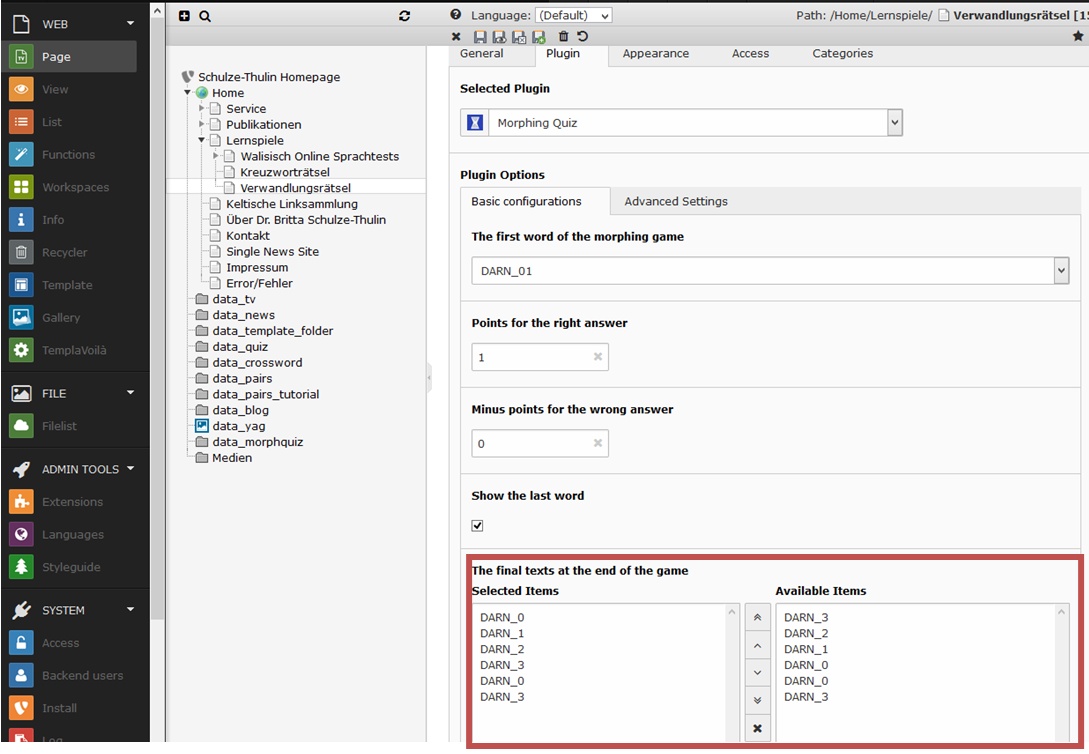 WEB
Page
View
List
Functions
Workspaces
Info
Recycler
Template
Gallery
TemplaVoilà
FILE
Filelist
ADMIN TOOLS
Extensions
Languages
Styleguide
SYSTEM
Access
Backend users
Install
Log
Schulze-Thulin Homepage
Home
Service
Publikationen
Lernspiele
Walisisch Online Sprachtests
Kreuzworträtsel
Verwandlungsrätsel
Keltische Linksammlung
Über Dr. Britta Schulze-Thulin
Kontakt
Single News Site
Impressum
Error/Fehler
data_tv
data_news
data_template_folder
data_quiz
data_crossword
data_pairs
data_pairs_tutorial
data_blog
data_yag
data_morphquiz
Medien
Language: (Default) Path: /Home/Lernspiele/ Verwandlungsrätsel [15
General Plugin Appearance Access Categories
Selected Plugin
Morphing Quiz
Plugin Options
Basic configurations Advanced Settings
The first word of the morphing game
DARN_01
Points for the right answer
1
Minus points for the wrong answer
0
Show the last word
The final texts at the end of the game
Selected Items Available Items
DARN_0 DARN_3
DARN_1 DARN_2
DARN_2 DARN_1
DARN_3 DARN_0
DARN_0 DARN_0
DARN_3 DARN_3